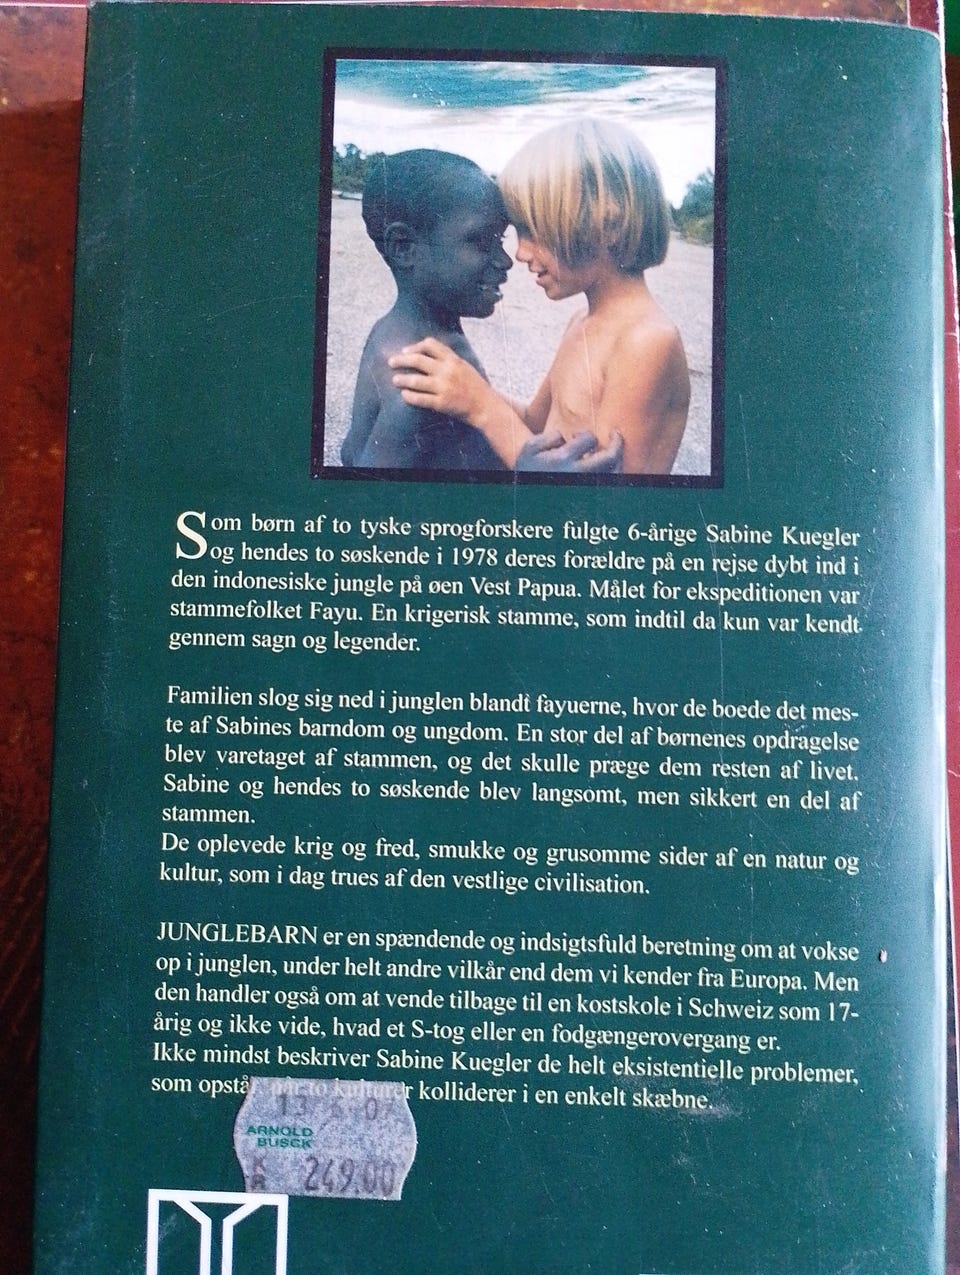 Som børn af to tyske sprogforskere fulgte 6-årige Sabine Kuegler
og hendes to søskende i 1978 deres forældre på en rejse dybt ind i
den indonesiske jungle på øen Vest Papua. Målet for ekspeditionen var
stammefolket Fayu. En krigerisk stamme, som indtil da kun var kendt
gennem sagn og legender.
Familien slog sig ned i junglen blandt fayuerne, hvor de boede det mes-
te af Sabines barndom og ungdom. En stor del af børnenes opdragelse
blev varetaget af stammen, og det skulle præge dem resten af livet.
Sabine og hendes to søskende blev langsomt, men sikkert en del af
stammen.
De oplevede krig og fred, smukke og grusomme sider af en natur og
kultur, som i dag trues af den vestlige civilisation.
JUNGLEBARN er en spændende og indsigtsfuld beretning om at vokse
op i junglen, under helt andre vilkår end dem vi kender fra Europa. Men
den handler også om at vende tilbage til en kostskole i Schweiz som 17-
årig og ikke vide, hvad et S-tog eller en fodgængerovergang er.
Ikke mindst beskriver Sabine Kuegler de helt eksistentielle problemer,
som opstår, når to kulturer kolliderer i en enkelt skæbne.
ARNOLD
BUSCK
KR 249.00